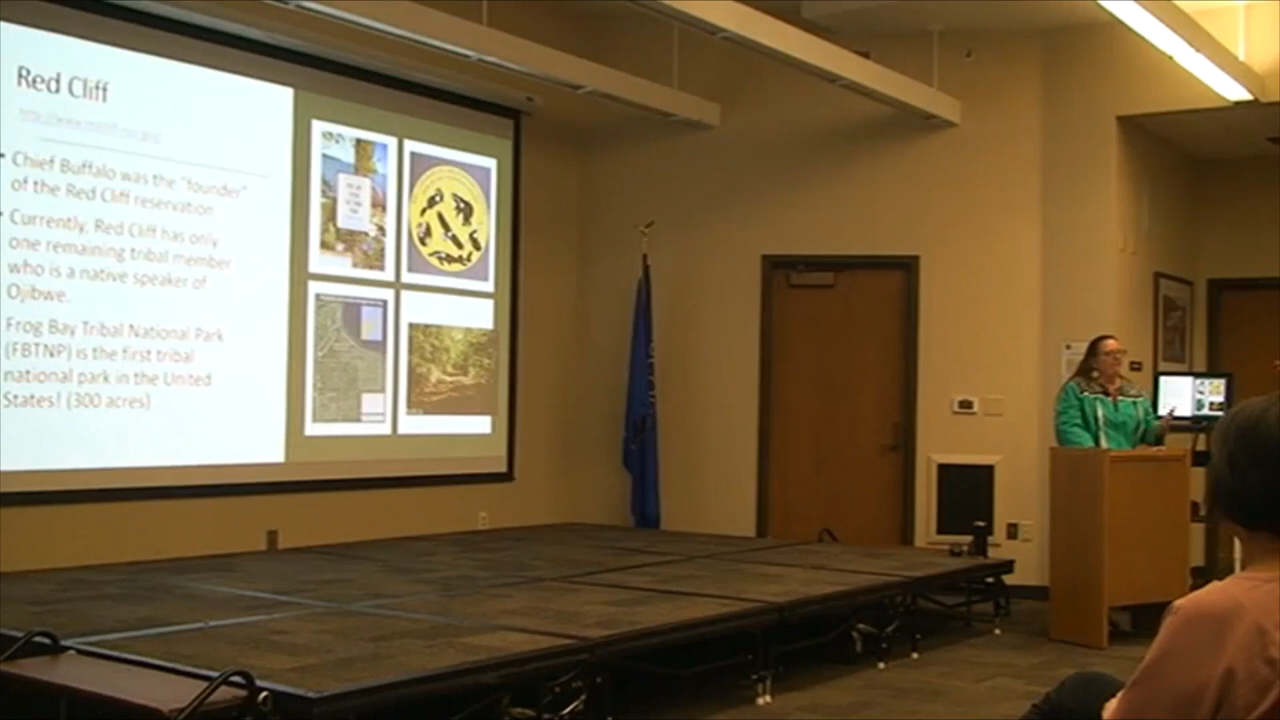 Red Cliff
• Chief Buffalo was the "founder"
of the Red Cliff reservation
• Currently, Red Cliff has only
one remaining tribal member
who is a native speaker of
Ojibwe.
Frog Bay Tribal National Park
(FBTNP) is the first tribal
national park in the United
States! (300 acres)